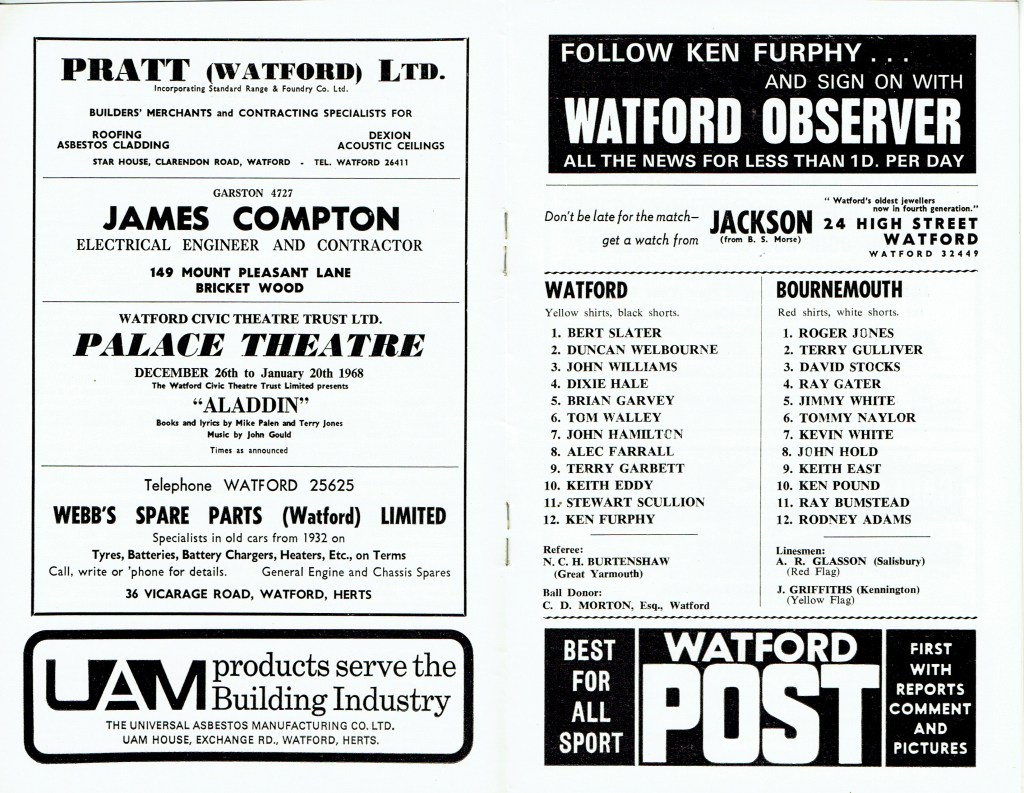 PRATT (WATFORD) LTD.
Incorporating Standard Range & Foundry Co. Ltd.
BUILDERS' MERCHANTS and CONTRACTING SPECIALISTS FOR
ROOFING DEXION
ASBESTOS CLADDING ACOUSTIC CEILINGS
STAR HOUSE, CLARENDON ROAD, WATFORD - TEL. WATFORD 26411
GARSTON 4727
JAMES COMPTON
ELECTRICAL ENGINEER AND CONTRACTOR
149 MOUNT PLEASANT LANE
BRICKET WOOD
WATFORD CIVIC THEATRE TRUST LTD.
PALACE THEATRE
DECEMBER 26th to January 20th 1968
The Watford Civic Theatre Trust Limited presents
"ALADDIN"
Books and lyrics by Mike Palen and Terry Jones
Music by John Gould
Times as announced
Telephone WATFORD 25625
WEBB'S SPARE PARTS (Watford) LIMITED
Specialists in old cars from 1932 on
Tyres, Batteries, Battery Chargers, Heaters, Etc., on Terms
Call, write or 'phone for details. General Engine and Chassis Spares
36 VICARAGE ROAD, WATFORD, HERTS
UAM products serve the
Building Industry
THE UNIVERSAL ASBESTOS MANUFACTURING CO. LTD.
UAM HOUSE, EXCHANGE RD., WATFORD, HERTS.
FOLLOW KEN FURPHY . . .
AND SIGN ON WITH
WATFORD OBSERVER
ALL THE NEWS FOR LESS THAN 1D. PER DAY
Don't be late for the match—
get a watch from
JACKSON
(from B. S. Morse)
" Watford's oldest jewellers
now in fourth generation."
24 HIGH STREET
WATFORD
WATFORD 32449
WATFORD
Yellow shirts, black shorts.
1. BERT SLATER
2. DUNCAN WELBOURNE
3. JOHN WILLIAMS
4. DIXIE HALE
5. BRIAN GARVEY
6. TOM WALLEY
7. JOHN HAMILTON
8. ALEC FARRALL
9. TERRY GARBETT
10. KEITH EDDY
11. STEWART SCULLION
12. KEN FURPHY
Referee:
N. C. H. BURTENSHAW
(Great Yarmouth)
Ball Donor:
C. D. MORTON, Esq., Watford
BOURNEMOUTH
Red shirts, white shorts.
1. ROGER JONES
2. TERRY GULLIVER
3. DAVID STOCKS
4. RAY GATER
5. JIMMY WHITE
6. TOMMY NAYLOR
7. KEVIN WHITE
8. JOHN HOLD
9. KEITH EAST
10. KEN POUND
11. RAY BUMSTEAD
12. RODNEY ADAMS
Linesmen:
A. R. GLASSON (Salisbury)
(Red Flag)
J. GRIFFITHS (Kennington)
(Yellow Flag)
BEST
FOR
ALL
SPORT
WATFORD
POST
FIRST
WITH
REPORTS
COMMENT
AND
PICTURES